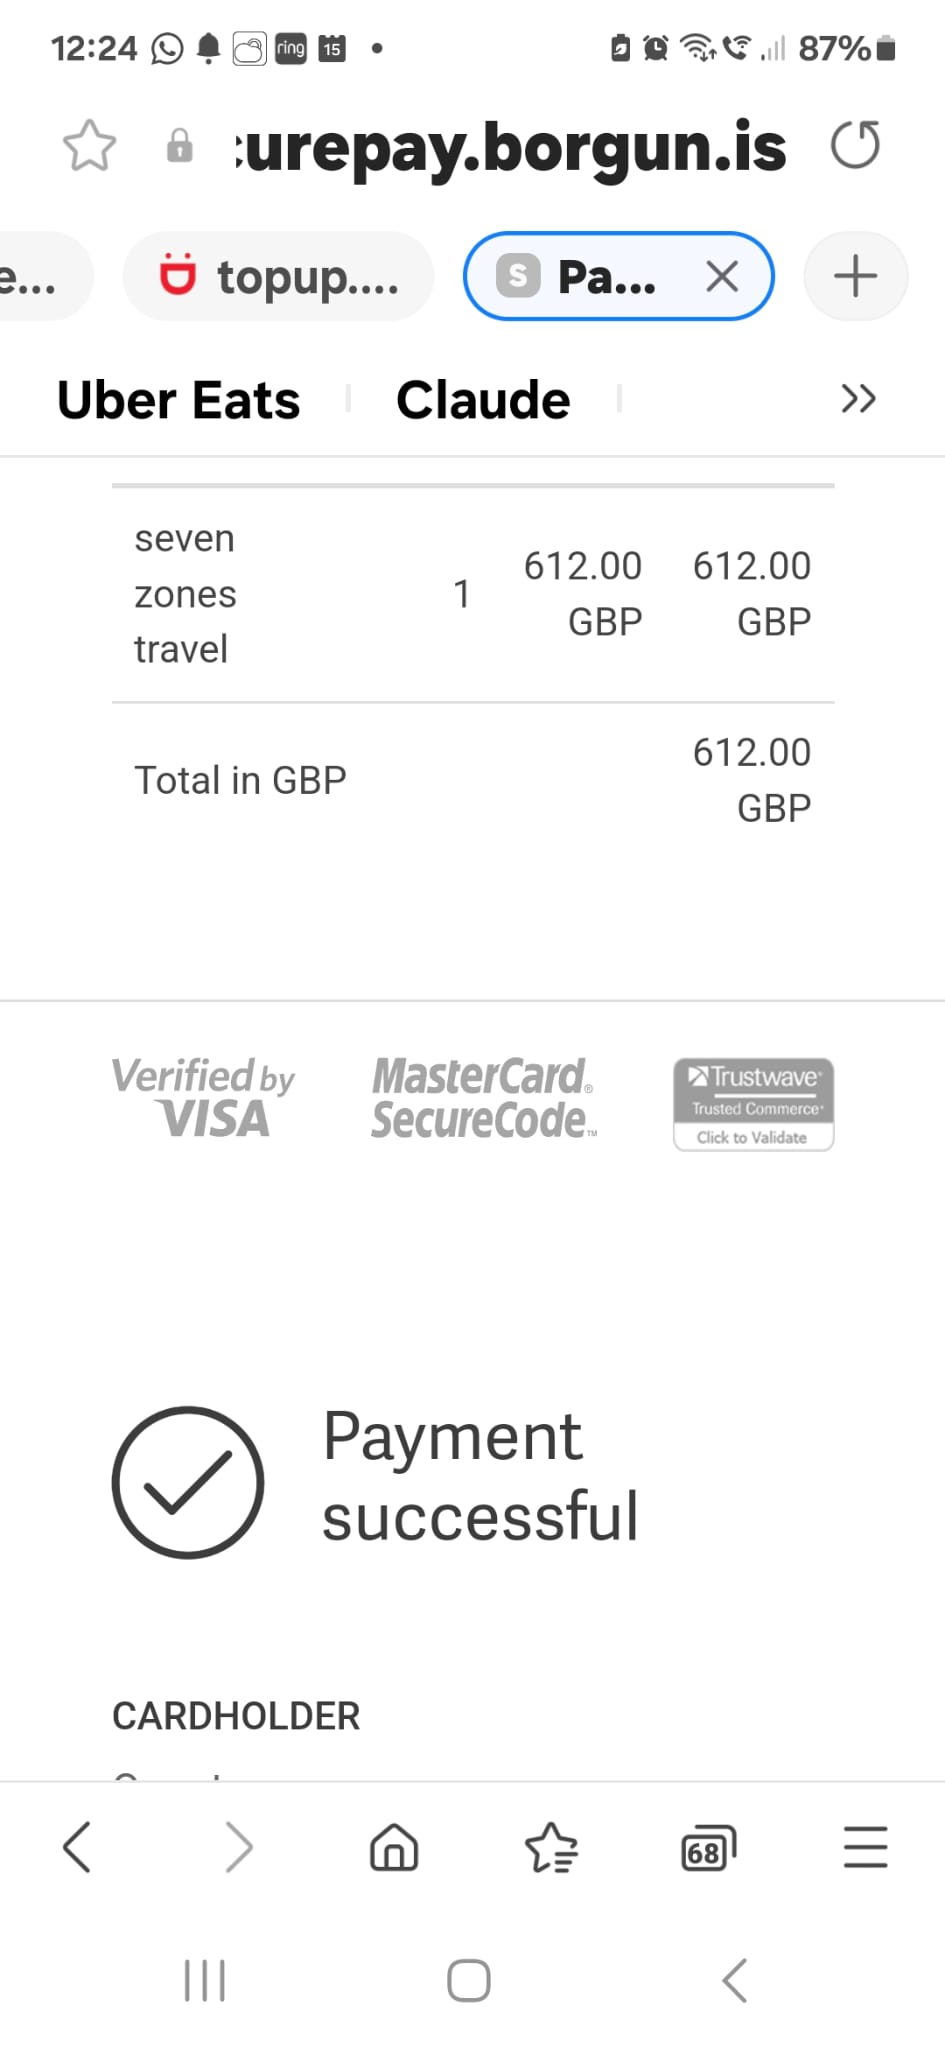 12:24 ring 15 87%
:urepay.borgun.is
e... topup.... S Pa...
Uber Eats Claude
seven
zones
travel
1
612.00
GBP
612.00
GBP
Total in GBP
612.00
GBP
Verified by
VISA
MasterCard®
SecureCode™
Trustwave®
Trusted Commerce
Click to Validate
Payment
successful
CARDHOLDER
68